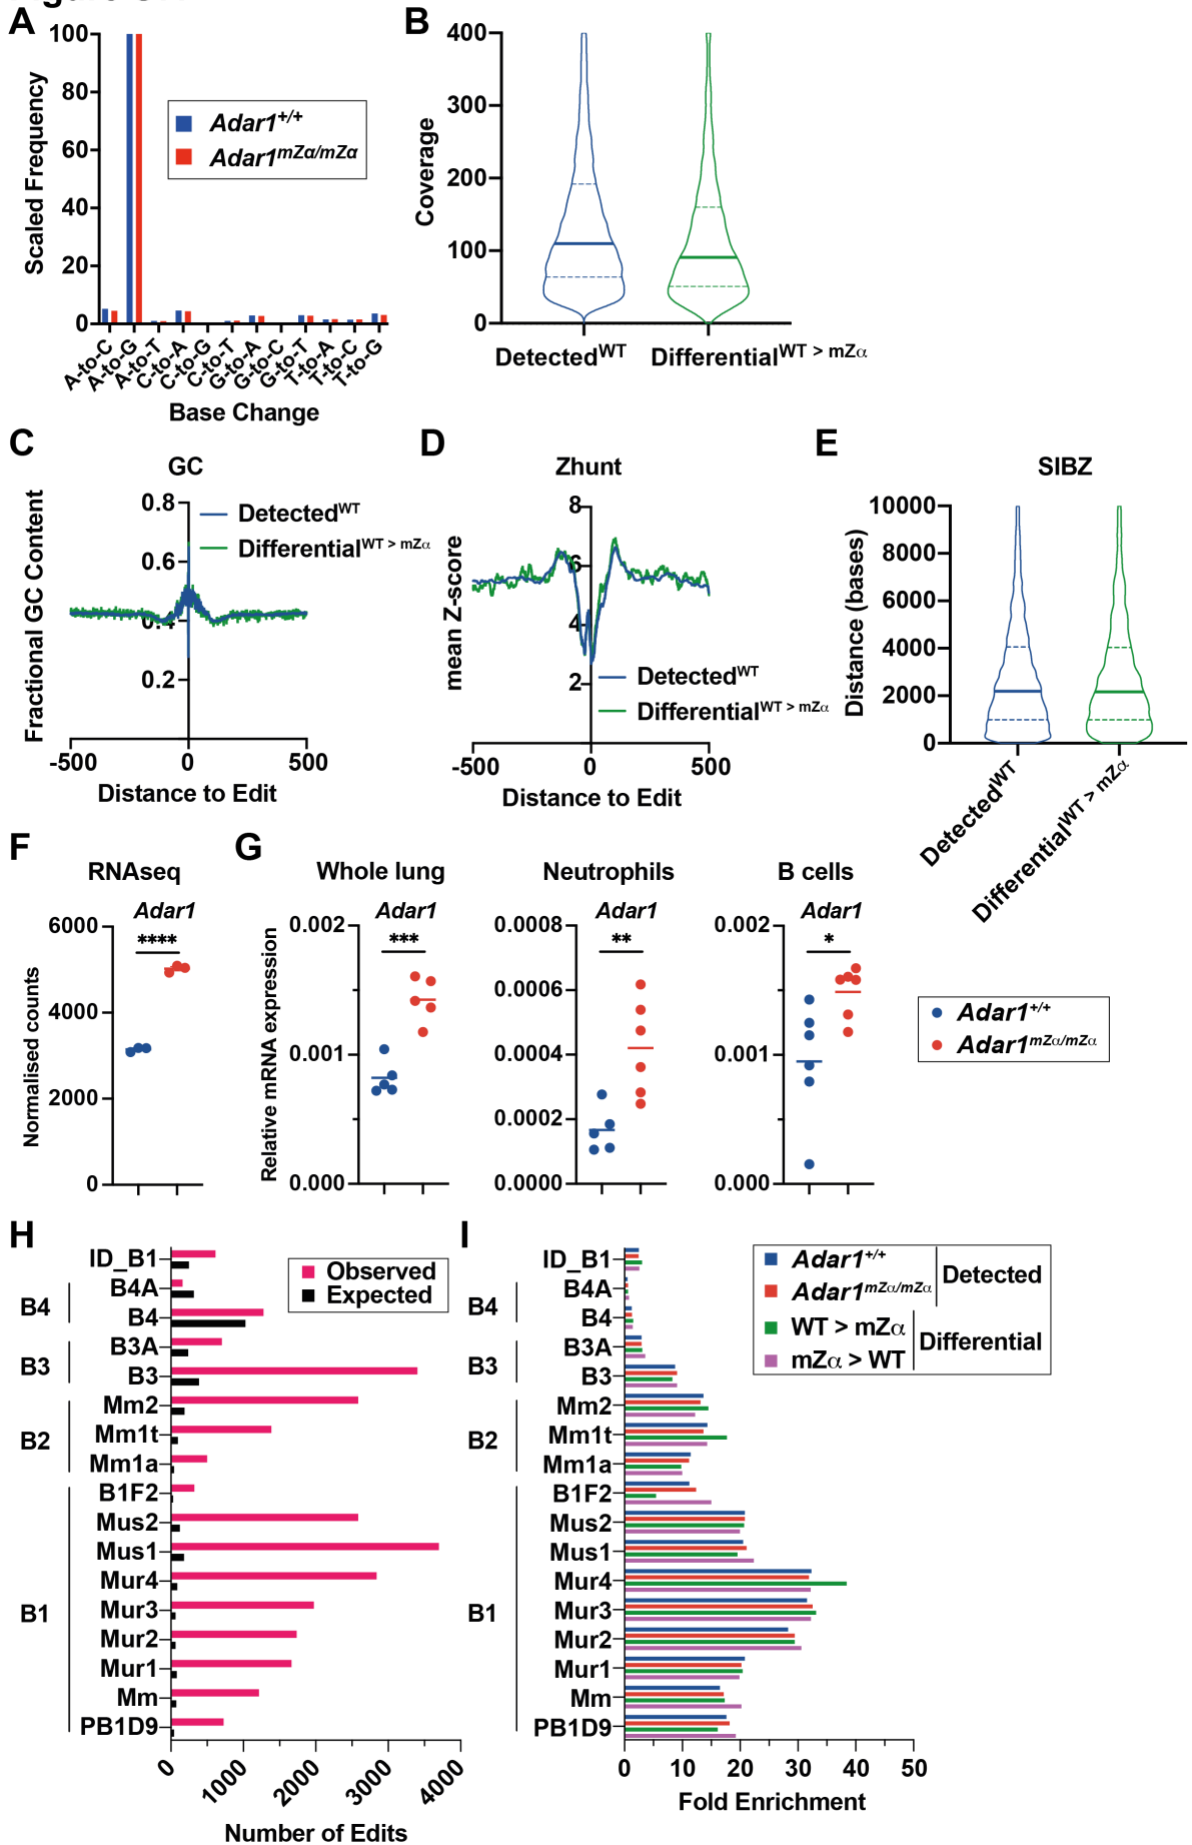 A
100
80
60
40
20
0
Scaled Frequency
Adar1+/+
Adar1mZα/mZα
A-to-C
A-to-G
A-to-T
C-to-A
C-to-G
C-to-T
G-to-A
G-to-C
G-to-T
T-to-A
T-to-C
T-to-G
Base Change
B
400
300
200
100
0
Coverage
DetectedWT
DifferentialWT > mZα
C
GC
Fractional GC Content
0.8
0.6
0.4
0.2
DetectedWT
DifferentialWT > mZα
-500
0
500
Distance to Edit
D
Zhunt
mean Z-score
8
6
4
2
DetectedWT
DifferentialWT > mZα
-500
0
500
Distance to Edit
E
SIBZ
Distance (bases)
10000
8000
6000
4000
2000
0
DetectedWT
DifferentialWT > mZα
F
RNAseq
Adar1
****
Normalised counts
6000
4000
2000
0
G
Whole lung
Adar1
***
Relative mRNA expression
0.002
0.001
0.000
Neutrophils
Adar1
**
0.0008
0.0006
0.0004
0.0002
0.0000
B cells
Adar1
*
0.002
0.001
0.000
Adar1+/+
Adar1mZα/mZα
H
ID_B1
B4A
B4
B3A
B3
Mm2
Mm1t
Mm1a
B1F2
Mus2
Mus1
Mur4
Mur3
Mur2
Mur1
Mm
PB1D9
B4
B3
B2
B1
Observed
Expected
0
1000
2000
3000
4000
Number of Edits
I
ID_B1
B4A
B4
B3A
B3
Mm2
Mm1t
Mm1a
B1F2
Mus2
Mus1
Mur4
Mur3
Mur2
Mur1
Mm
PB1D9
B4
B3
B2
B1
Adar1+/+
Adar1mZα/mZα
Detected
WT > mZα
mZα > WT
Differential
0
10
20
30
40
50
Fold Enrichment